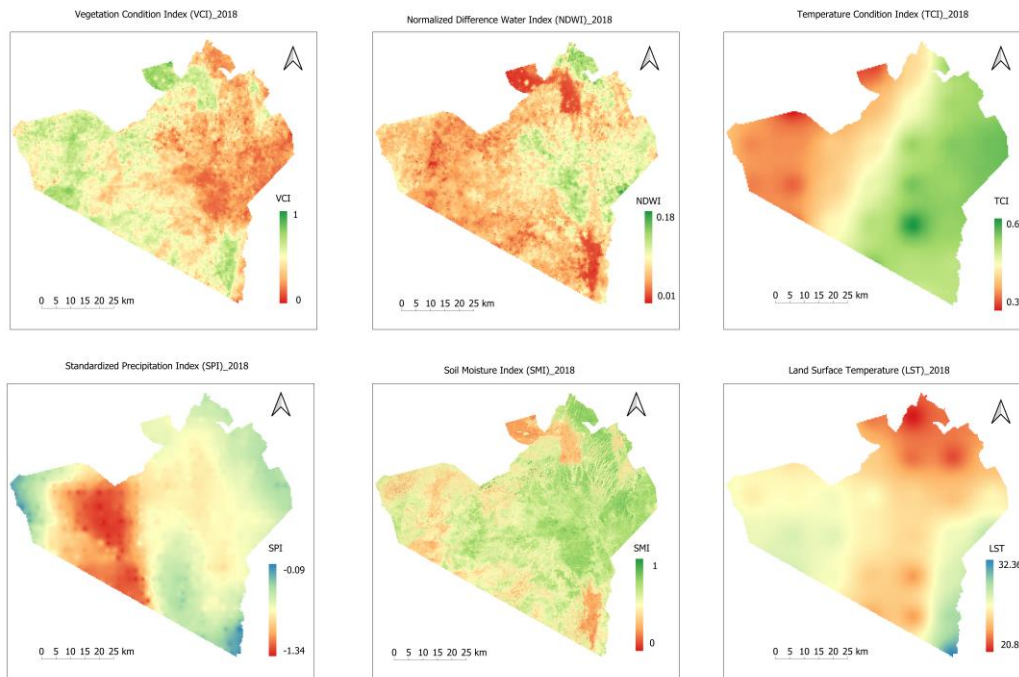 Vegetation Condition Index (VCI)_2018
Normalized Difference Water Index (NDWI)_2018
Temperature Condition Index (TCI)_2018
VCI
1
0
0 5 10 15 20 25 km
NDWI
0.18
0.01
0 5 10 15 20 25 km
TCI
0.6
0.3
0 5 10 15 20 25 km
Standardized Precipitation Index (SPI)_2018
Soil Moisture Index (SMI)_2018
Land Surface Temperature (LST)_2018
SPI
-0.09
-1.34
0 5 10 15 20 25 km
SMI
1
0
0 5 10 15 20 25 km
LST
32.36
20.8
0 5 10 15 20 25 km